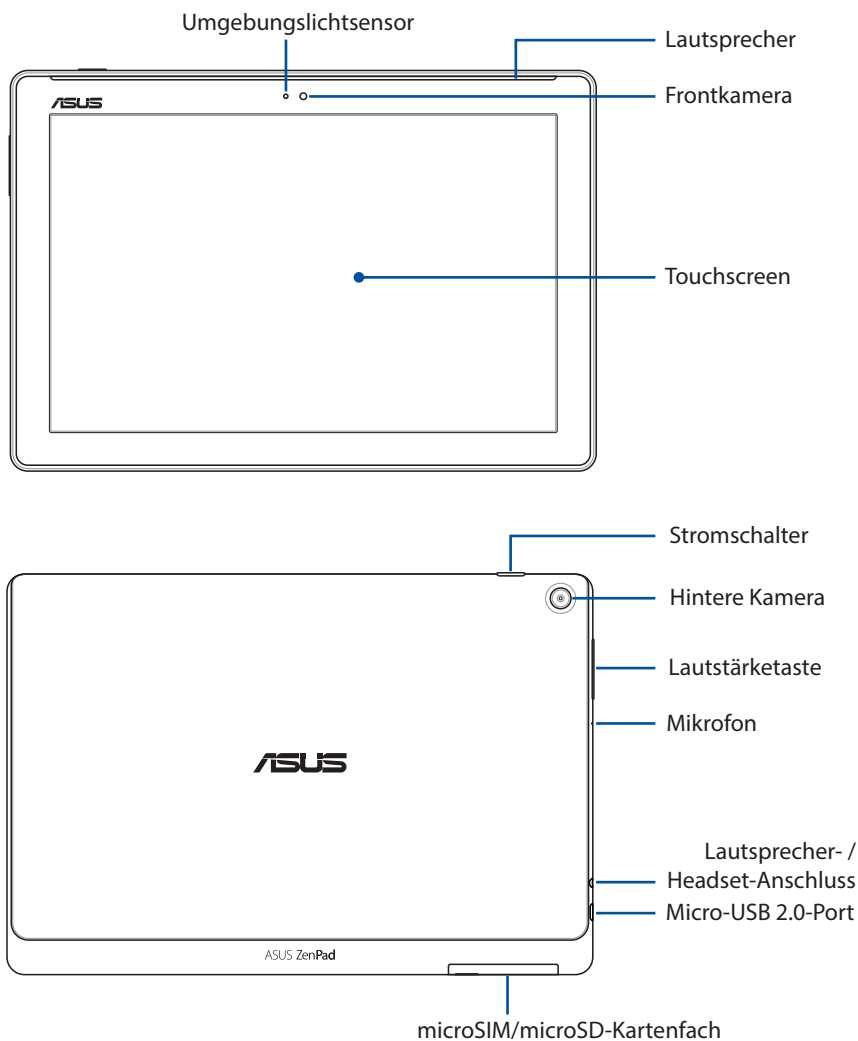 Umgebungslichtsensor
Lautsprecher
Frontkamera
ASUS
Touchscreen
Stromschalter
Hintere Kamera
Lautstärketaste
Mikrofon
ASUS
Lautsprecher- /
Headset-Anschluss
Micro-USB 2.0-Port
ASUS ZenPad
microSIM/microSD-Kartenfach